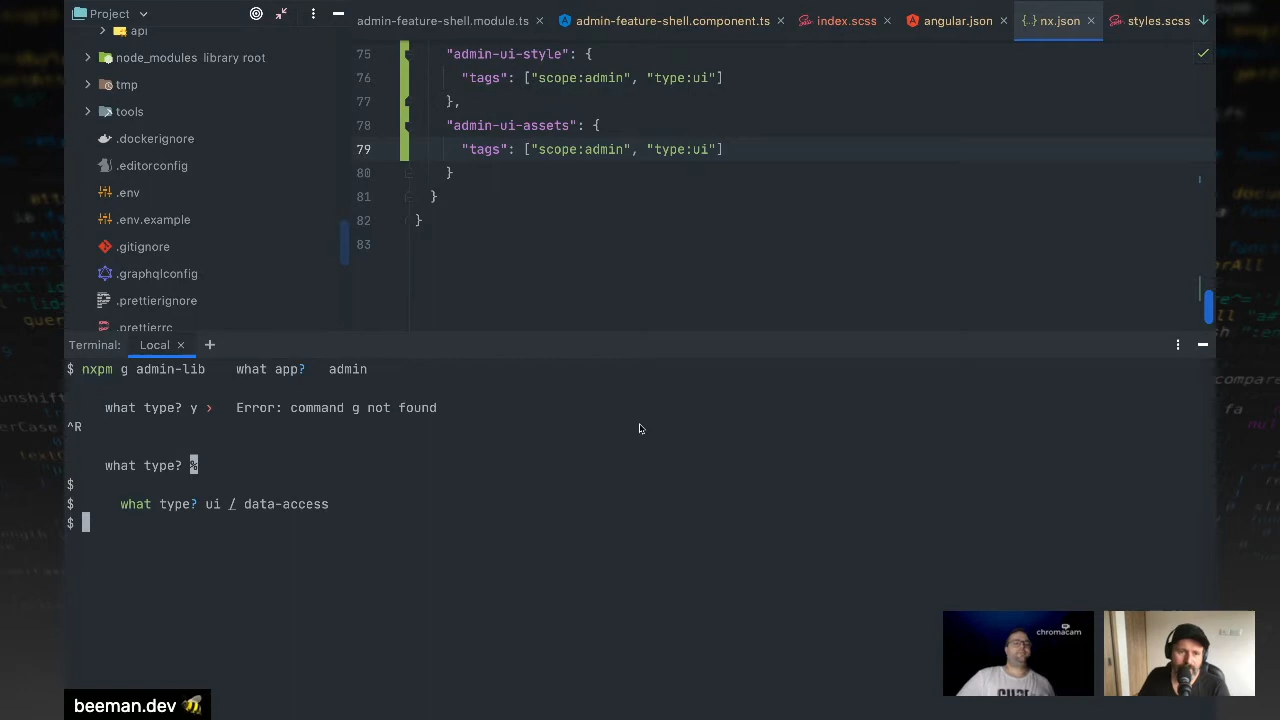 Project
admin-feature-shell.module.ts
admin-feature-shell.component.ts
index.scss
angular.json
nx.json
styles.scss
api
node_modules library root
tmp
tools
.dockerignore
.editorconfig
.env
.env.example
.gitignore
.graphqlconfig
.prettierignore
.prettierrc
75 "admin-ui-style": {
76 "tags": ["scope:admin", "type:ui"]
77 },
78 "admin-ui-assets": {
79 "tags": ["scope:admin", "type:ui"]
80 }
81 }
82 }
83
Terminal: Local
$ nxpm g admin-lib what app? admin
what type? y › Error: command g not found
^R
what type? %
$
$ what type? ui / data-access
$
chromacam
beeman.dev 🐝